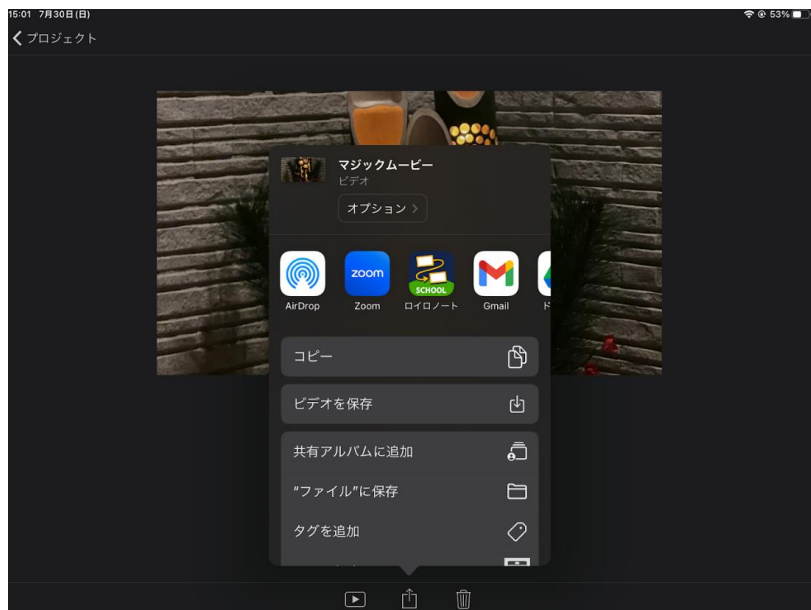 15:01 7月30日(日)
53%
プロジェクト
マジックムービー
ビデオ
オプション
zoom
SCHOOL
AirDrop Zoom ロイロノート Gmail
コピー
ビデオを保存
共有アルバムに追加
“ファイル”に保存
タグを追加